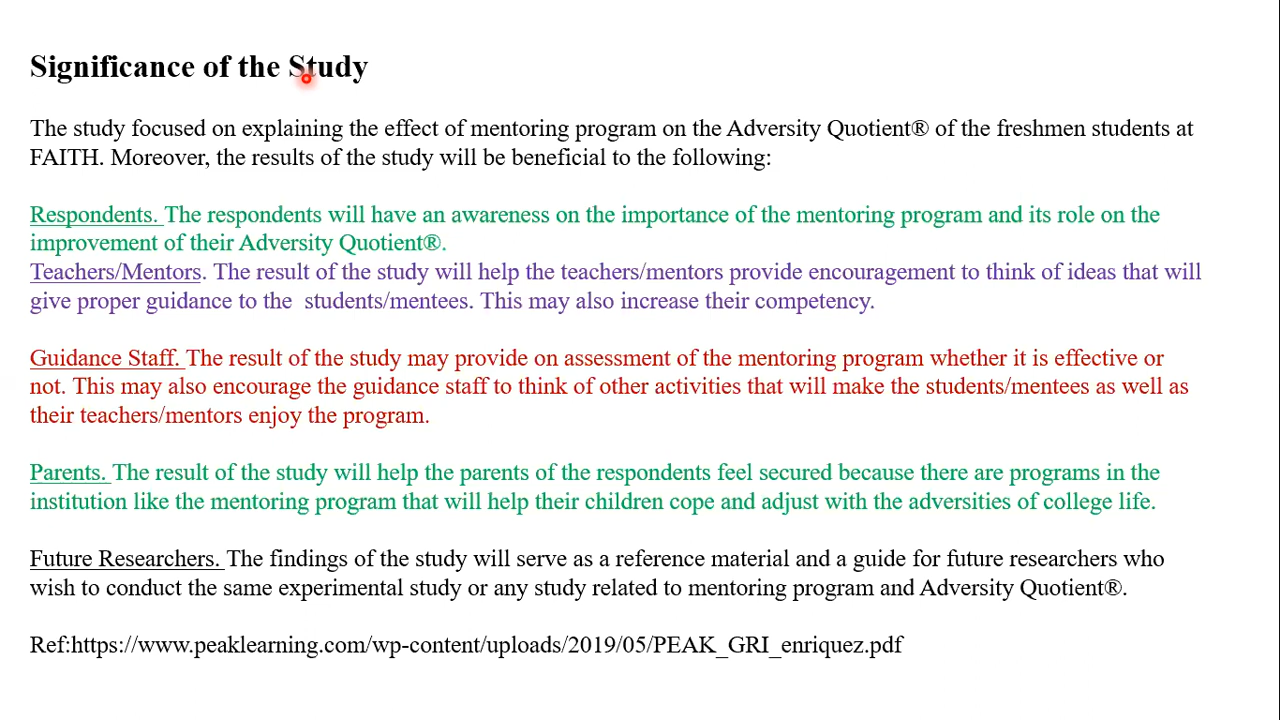 Significance of the Study
The study focused on explaining the effect of mentoring program on the Adversity Quotient® of the freshmen students at
FAITH. Moreover, the results of the study will be beneficial to the following:
Respondents. The respondents will have an awareness on the importance of the mentoring program and its role on the
improvement of their Adversity Quotient®.
Teachers/Mentors. The result of the study will help the teachers/mentors provide encouragement to think of ideas that will
give proper guidance to the  students/mentees. This may also increase their competency.
Guidance Staff. The result of the study may provide on assessment of the mentoring program whether it is effective or
not. This may also encourage the guidance staff to think of other activities that will make the students/mentees as well as
their teachers/mentors enjoy the program.
Parents. The result of the study will help the parents of the respondents feel secured because there are programs in the
institution like the mentoring program that will help their children cope and adjust with the adversities of college life.
Future Researchers. The findings of the study will serve as a reference material and a guide for future researchers who
wish to conduct the same experimental study or any study related to mentoring program and Adversity Quotient®.
Ref:https://www.peaklearning.com/wp-content/uploads/2019/05/PEAK_GRI_enriquez.pdf